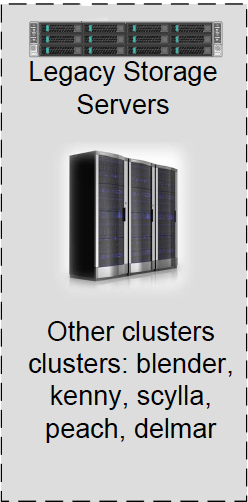 Legacy Storage
Servers
Other clusters
clusters: blender,
kenny, scylla,
peach, delmar